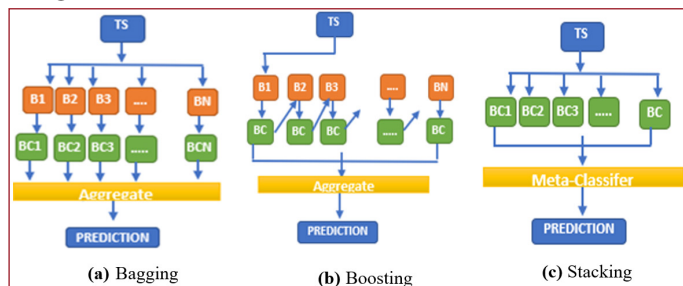 TS
B1 B2 B3 .... BN
BC1 BC2 BC3 ..... BCN
Aggregate
PREDICTION
(a) Bagging
TS
B1 B2 B3 .... BN
BC BC BC ..... BC
Aggregate
PREDICTION
(b) Boosting
TS
BC1 BC2 BC3 ..... BC
Meta-Classifer
PREDICTION
(c) Stacking